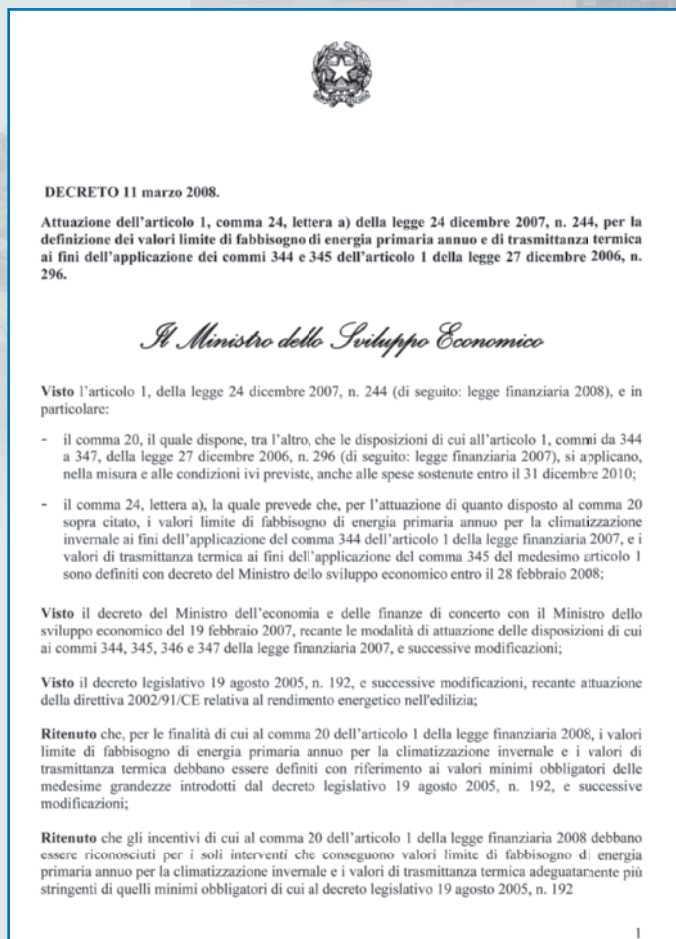 DECRETO 11 marzo 2008.
Attuazione dell'articolo 1, comma 24, lettera a) della legge 24 dicembre 2007, n. 244, per la
definizione dei valori limite di fabbisogno di energia primaria annuo e di trasmittanza termica
ai fini dell'applicazione dei commi 344 e 345 dell'articolo 1 della legge 27 dicembre 2006, n.
296.
Il Ministro dello Sviluppo Economico
Visto l'articolo 1, della legge 24 dicembre 2007, n. 244 (di seguito: legge finanziaria 2008), e in
particolare:
- il comma 20, il quale dispone, tra l'altro, che le disposizioni di cui all'articolo 1, commi da 344
a 347, della legge 27 dicembre 2006, n. 296 (di seguito: legge finanziaria 2007), si applicano,
nella misura e alle condizioni ivi previste, anche alle spese sostenute entro il 31 dicembre 2010;
- il comma 24, lettera a), la quale prevede che, per l'attuazione di quanto disposto al comma 20
sopra citato, i valori limite di fabbisogno di energia primaria annuo per la climatizzazione
invernale ai fini dell'applicazione del comma 344 dell'articolo 1 della legge finanziaria 2007, e i
valori di trasmittanza termica ai fini dell'applicazione del comma 345 del medesimo articolo 1
sono definiti con decreto del Ministro dello sviluppo economico entro il 28 febbraio 2008;
Visto il decreto del Ministro dell'economia e delle finanze di concerto con il Ministro dello
sviluppo economico del 19 febbraio 2007, recante le modalità di attuazione delle disposizioni di cui
ai commi 344, 345, 346 e 347 della legge finanziaria 2007, e successive modificazioni;
Visto il decreto legislativo 19 agosto 2005, n. 192, e successive modificazioni, recante attuazione
della direttiva 2002/91/CE relativa al rendimento energetico nell'edilizia;
Ritenuto che, per le finalità di cui al comma 20 dell'articolo 1 della legge finanziaria 2008, i valori
limite di fabbisogno di energia primaria annuo per la climatizzazione invernale e i valori di
trasmittanza termica debbano essere definiti con riferimento ai valori minimi obbligatori delle
medesime grandezze introdotti dal decreto legislativo 19 agosto 2005, n. 192, e successive
modificazioni;
Ritenuto che gli incentivi di cui al comma 20 dell'articolo 1 della legge finanziaria 2008 debbano
essere riconosciuti per i soli interventi che conseguono valori limite di fabbisogno di energia
primaria annuo per la climatizzazione invernale e i valori di trasmittanza termica adeguatamente più
stringenti di quelli minimi obbligatori di cui al decreto legislativo 19 agosto 2005, n. 192
1